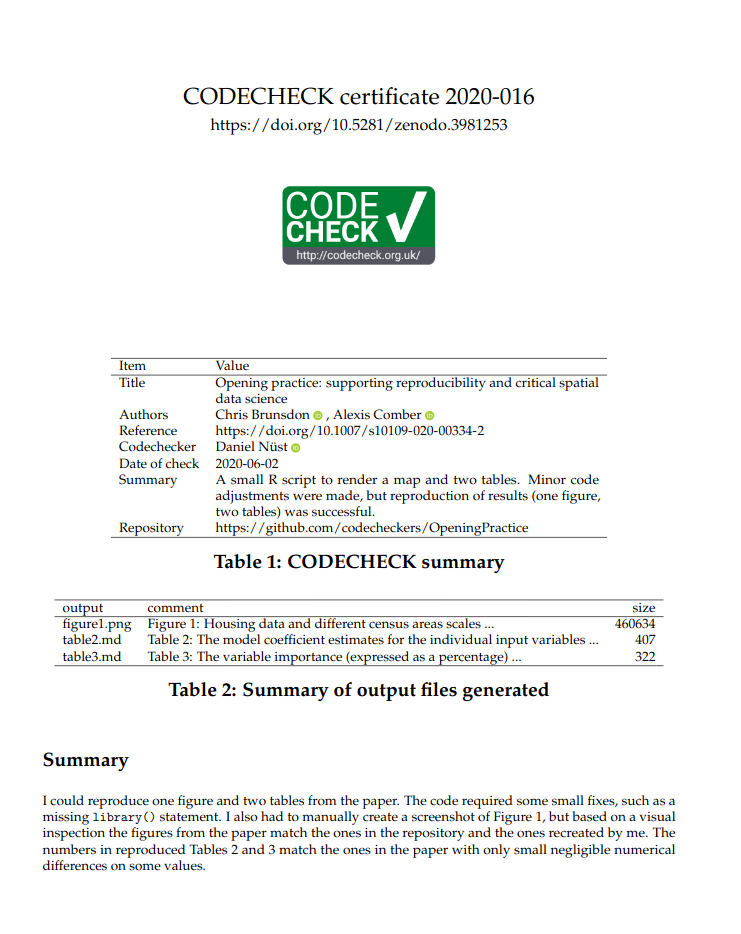 CODECHECK certificate 2020-016
https://doi.org/10.5281/zenodo.3981253
CODE
CHECK
http://codecheck.org.uk/
Item Value
Title Opening practice: supporting reproducibility and critical spatial
data science
Authors Chris Brunsdon iD , Alexis Comber iD
Reference https://doi.org/10.1007/s10109-020-00334-2
Codechecker Daniel Nüst iD
Date of check 2020-06-02
Summary A small R script to render a map and two tables. Minor code
adjustments were made, but reproduction of results (one figure,
two tables) was successful.
Repository https://github.com/codecheckers/OpeningPractice
Table 1: CODECHECK summary
output comment size
figure1.png Figure 1: Housing data and different census areas scales ... 460634
table2.md Table 2: The model coefficient estimates for the individual input variables ... 407
table3.md Table 3: The variable importance (expressed as a percentage) ... 322
Table 2: Summary of output files generated
Summary
I could reproduce one figure and two tables from the paper. The code required some small fixes, such as a
missing library() statement. I also had to manually create a screenshot of Figure 1, but based on a visual
inspection the figures from the paper match the ones in the repository and the ones recreated by me. The
numbers in reproduced Tables 2 and 3 match the ones in the paper with only small negligible numerical
differences on some values.